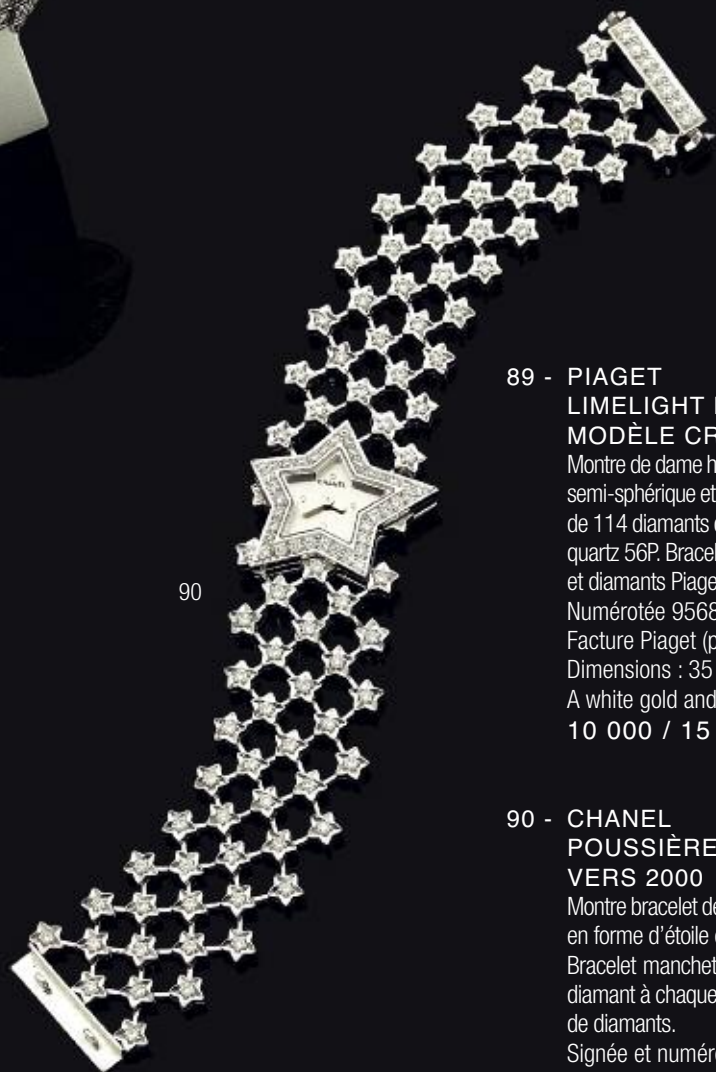 90
89 - PIAGET
LIMELIGHT
MODÈLE CR
Montre de dame h
semi-sphérique et
de 114 diamants
quartz 56P. Bracel
et diamants Piage
Numérotée 9568
Facture Piaget (p
Dimensions : 35
A white gold and
10 000 / 15
90 - CHANEL
POUSSIÈRE
VERS 2000
Montre bracelet de
en forme d'étoile
Bracelet manchet
diamant à chaque
de diamants.
Signée et numéro